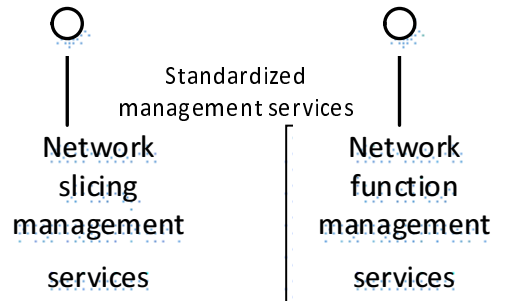 Standardized
management services
Network
slicing
management
services
Network
function
management
services